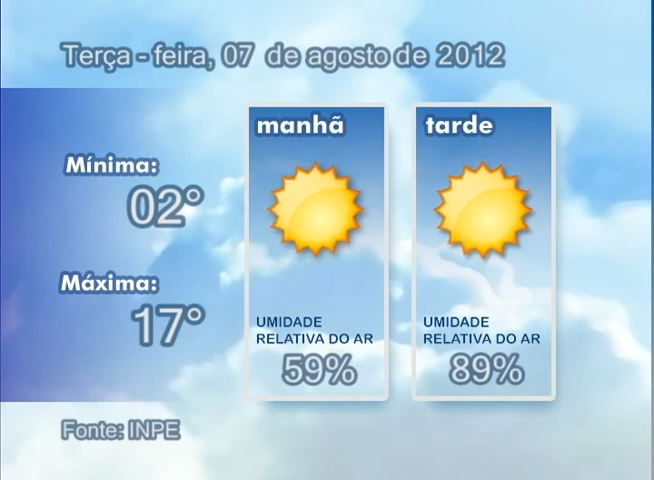 Terça - feira, 07 de agosto de 2012
manhã
tarde
Mínima:
02°
Máxima:
17°
UMIDADE
RELATIVA DO AR
59%
UMIDADE
RELATIVA DO AR
89%
Fonte: INPE